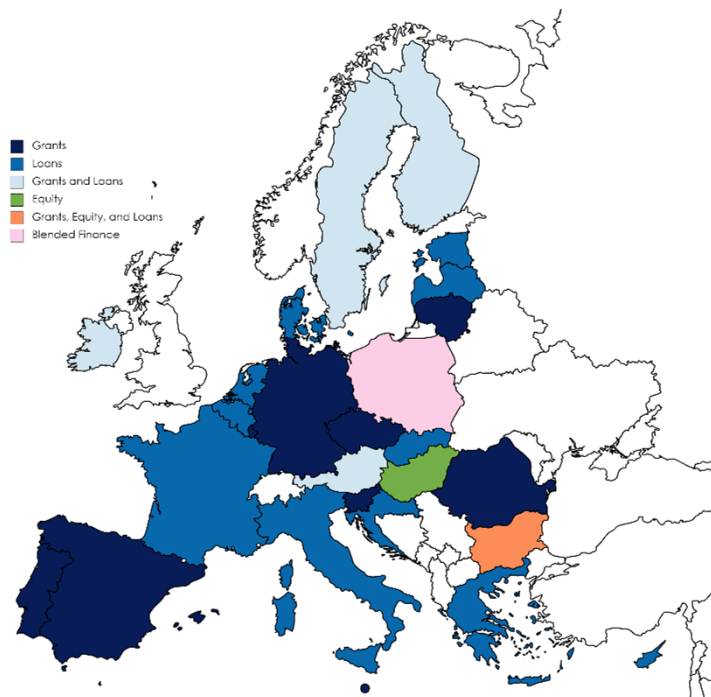 Grants
Loans
Grants and Loans
Equity
Grants, Equity, and Loans
Blended Finance